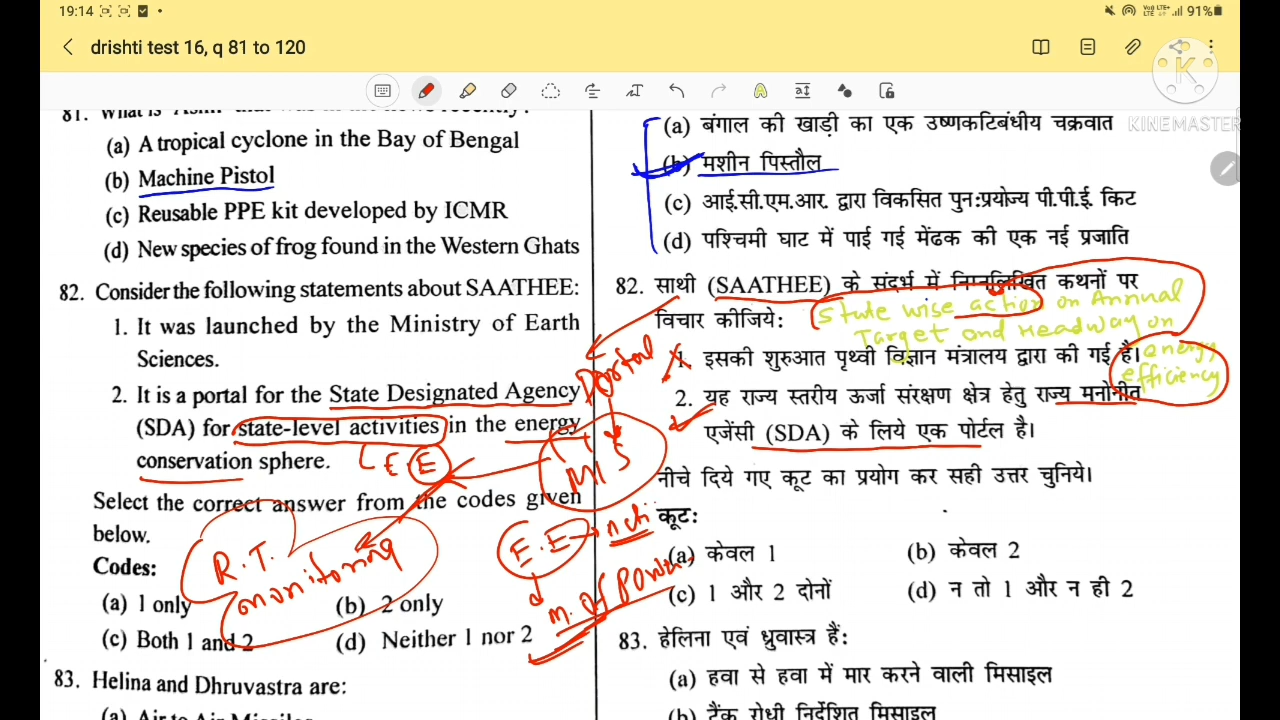 19:14
91%
drishti test 16, q 81 to 120
KINEMASTER
81. What is
(a) A tropical cyclone in the Bay of Bengal
(b) Machine Pistol
(c) Reusable PPE kit developed by ICMR
(d) New species of frog found in the Western Ghats
82. Consider the following statements about SAATHEE:
1. It was launched by the Ministry of Earth
Sciences.
2. It is a portal for the State Designated Agency
(SDA) for state-level activities in the energy
conservation sphere.
E. E
Select the correct answer from the codes given
below.
Codes:
(a) 1 only
(b) 2 only
(c) Both 1 and 2
(d) Neither 1 nor 2
R.T.
monitoring
83. Helina and Dhruvastra are:
(a) Air to Air Missiles
(a) बंगाल की खाड़ी का एक उष्णकटिबंधीय चक्रवात
(b) मशीन पिस्तौल
(c) आई.सी.एम.आर. द्वारा विकसित पुन:प्रयोज्य पी.पी.ई. किट
(d) पश्चिमी घाट में पाई गई मेंढक की एक नई प्रजाति
82. साथी (SAATHEE) के संदर्भ में निम्नलिखित कथनों पर
विचार कीजिये:
State wise action on Annual
Target and Headway on
energy
efficiency
Portal
1. इसकी शुरुआत पृथ्वी विज्ञान मंत्रालय द्वारा की गई है।
2. यह राज्य स्तरीय ऊर्जा संरक्षण क्षेत्र हेतु राज्य मनोनीत
एजेंसी (SDA) के लिये एक पोर्टल है।
MIS
नीचे दिये गए कूट का प्रयोग कर सही उत्तर चुनिये।
कूट:
E.E
M. of Power
(a) केवल 1
(b) केवल 2
(c) 1 और 2 दोनों
(d) न तो 1 और न ही 2
83. हेलिना एवं ध्रुवास्त्र हैं:
(a) हवा से हवा में मार करने वाली मिसाइल
(b) टैंक रोधी निर्देशित मिसाइल